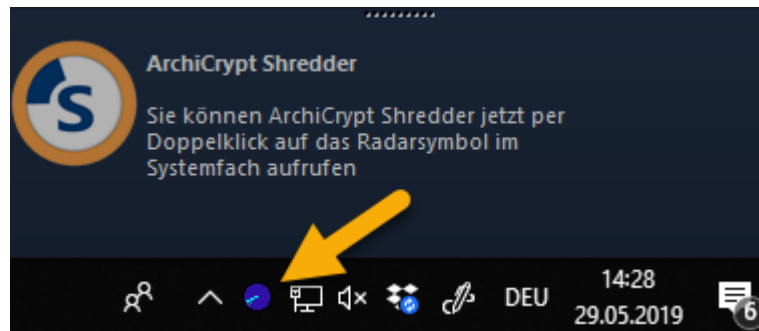 ArchiCrypt Shredder
S
Sie können ArchiCrypt Shredder jetzt per
Doppelklick auf das Radarsymbol im
Systemfach aufrufen
DEU
14:28
29.05.2019
6